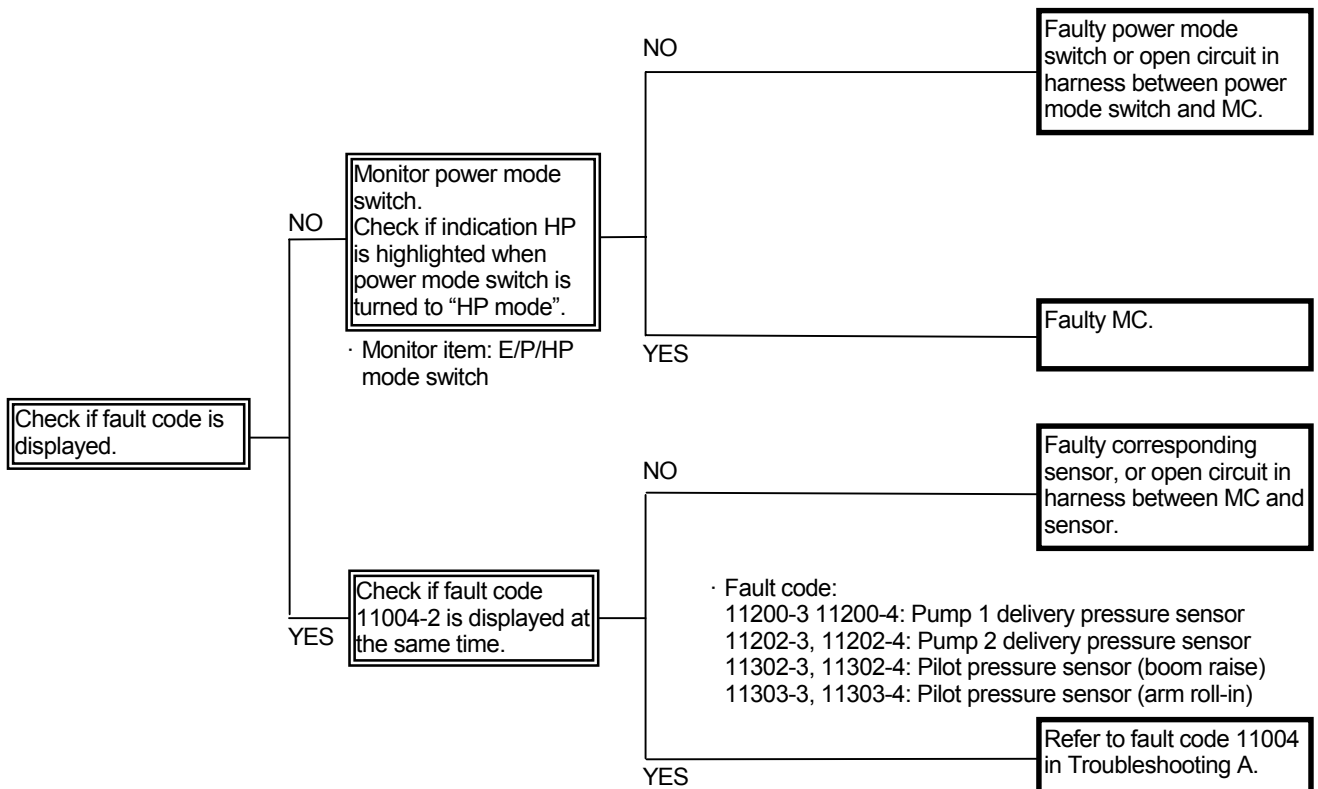 NO
Faulty power mode
switch or open circuit in
harness between power
mode switch and MC.
NO
Monitor power mode
switch.
Check if indication HP
is highlighted when
power mode switch is
turned to “HP mode”.
· Monitor item: E/P/HP
mode switch
YES
Faulty MC.
Check if fault code is
displayed.
NO
Faulty corresponding
sensor, or open circuit in
harness between MC and
sensor.
YES
Check if fault code
11004-2 is displayed at
the same time.
· Fault code:
11200-3 11200-4: Pump 1 delivery pressure sensor
11202-3, 11202-4: Pump 2 delivery pressure sensor
11302-3, 11302-4: Pilot pressure sensor (boom raise)
11303-3, 11303-4: Pilot pressure sensor (arm roll-in)
YES
Refer to fault code 11004
in Troubleshooting A.